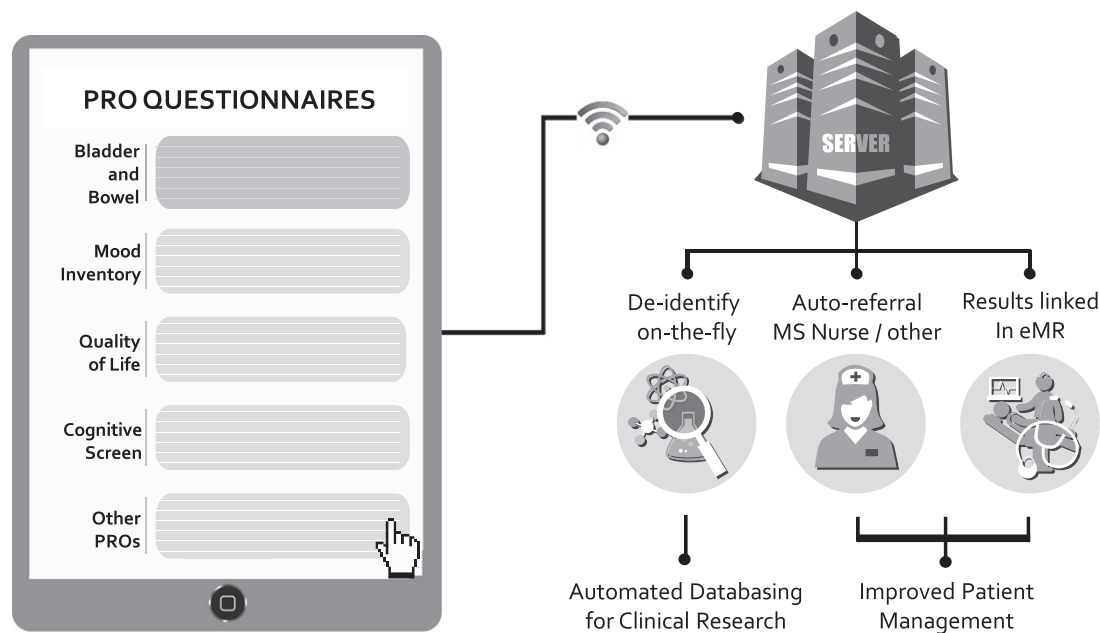 PRO QUESTIONNAIRES
Bladder
and
Bowel
Mood
Inventory
Quality
of Life
Cognitive
Screen
Other
PROs
SERVER
De-identify
on-the-fly
Auto-referral
MS Nurse / other
Results linked
In eMR
Automated Databasing
for Clinical Research
Improved Patient
Management